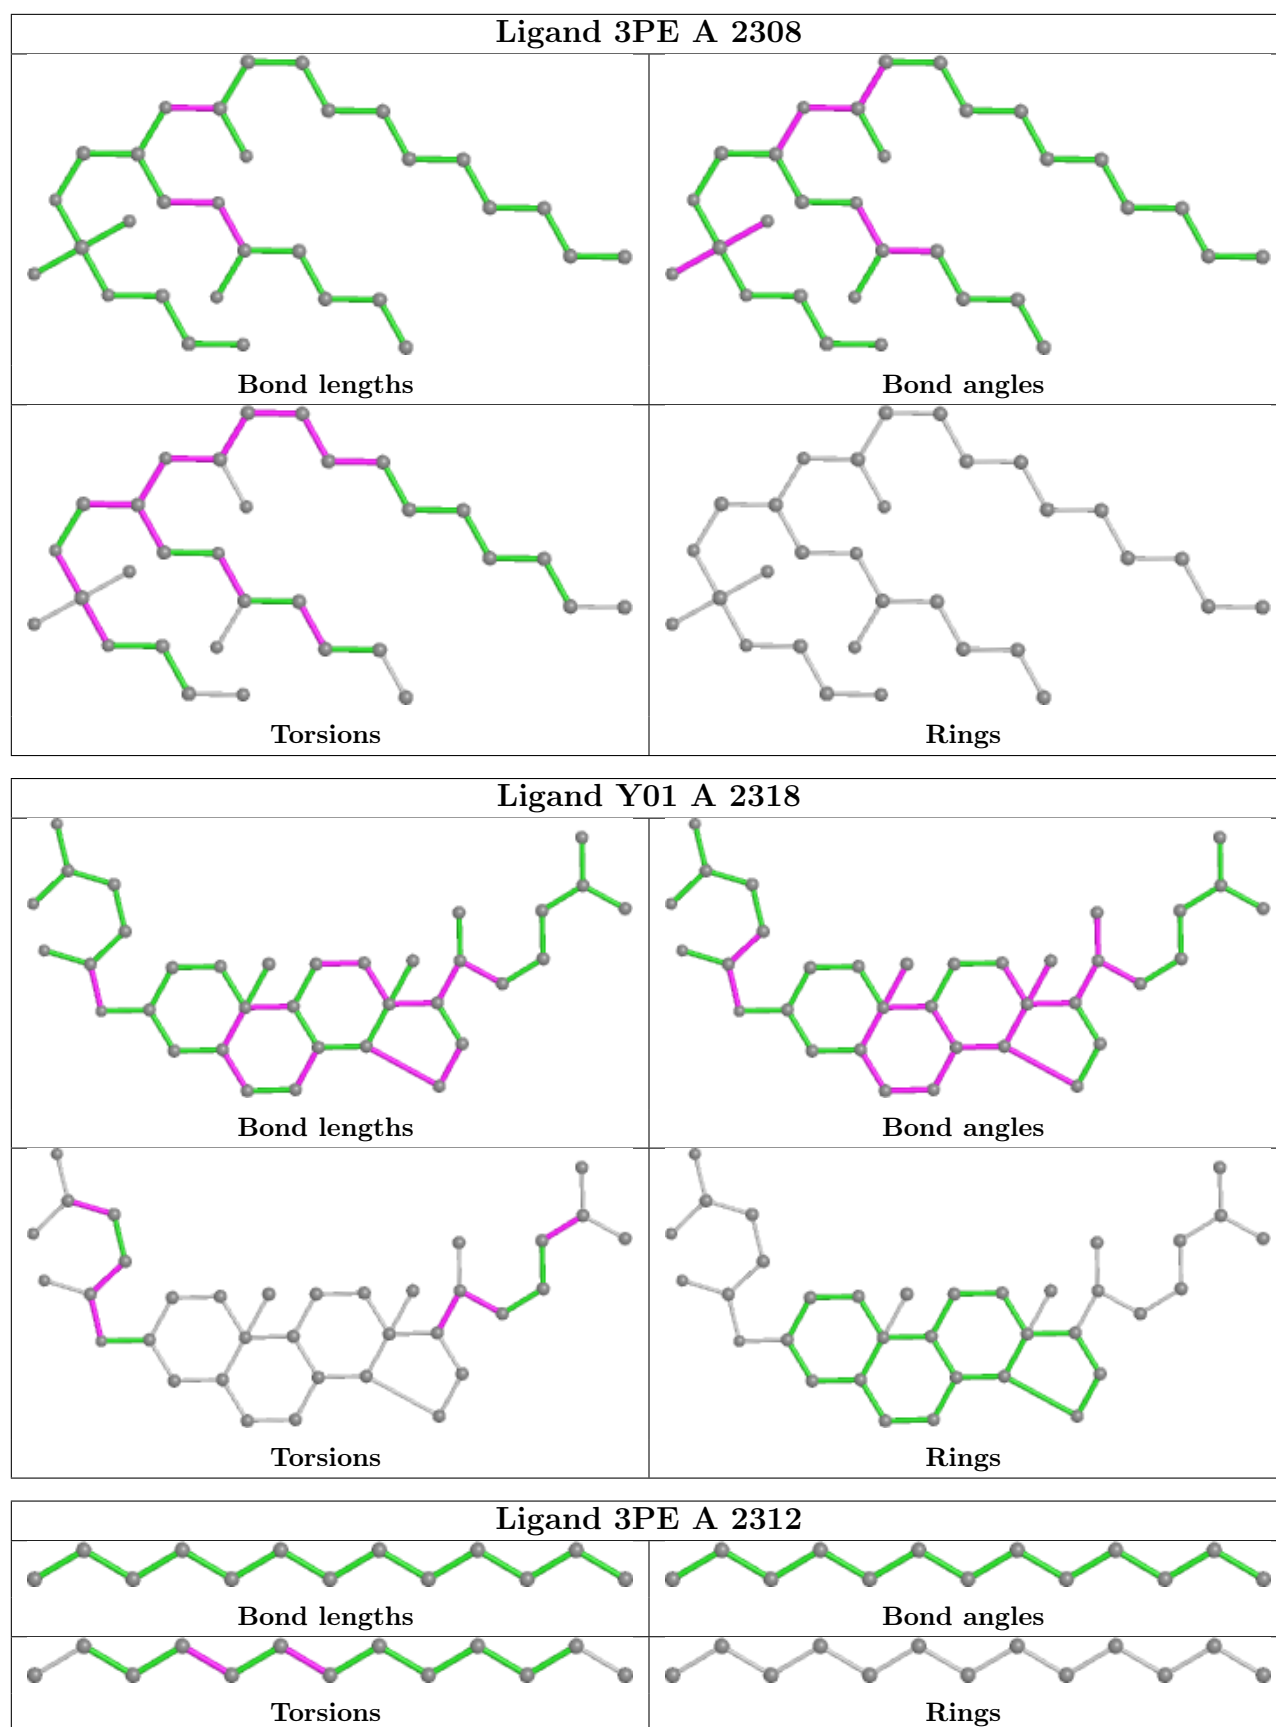 Ligand 3PE A 2308
Bond lengths
Bond angles
Torsions
Rings
Ligand Y01 A 2318
Bond lengths
Bond angles
Torsions
Rings
Ligand 3PE A 2312
Bond lengths
Bond angles
Torsions
Rings